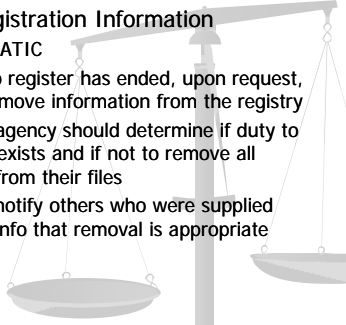 gistration Information
ATIC
register has ended, upon request,
move information from the registry
agency should determine if duty to
exists and if not to remove all
from their files
notify others who were supplied
nfo that removal is appropriate